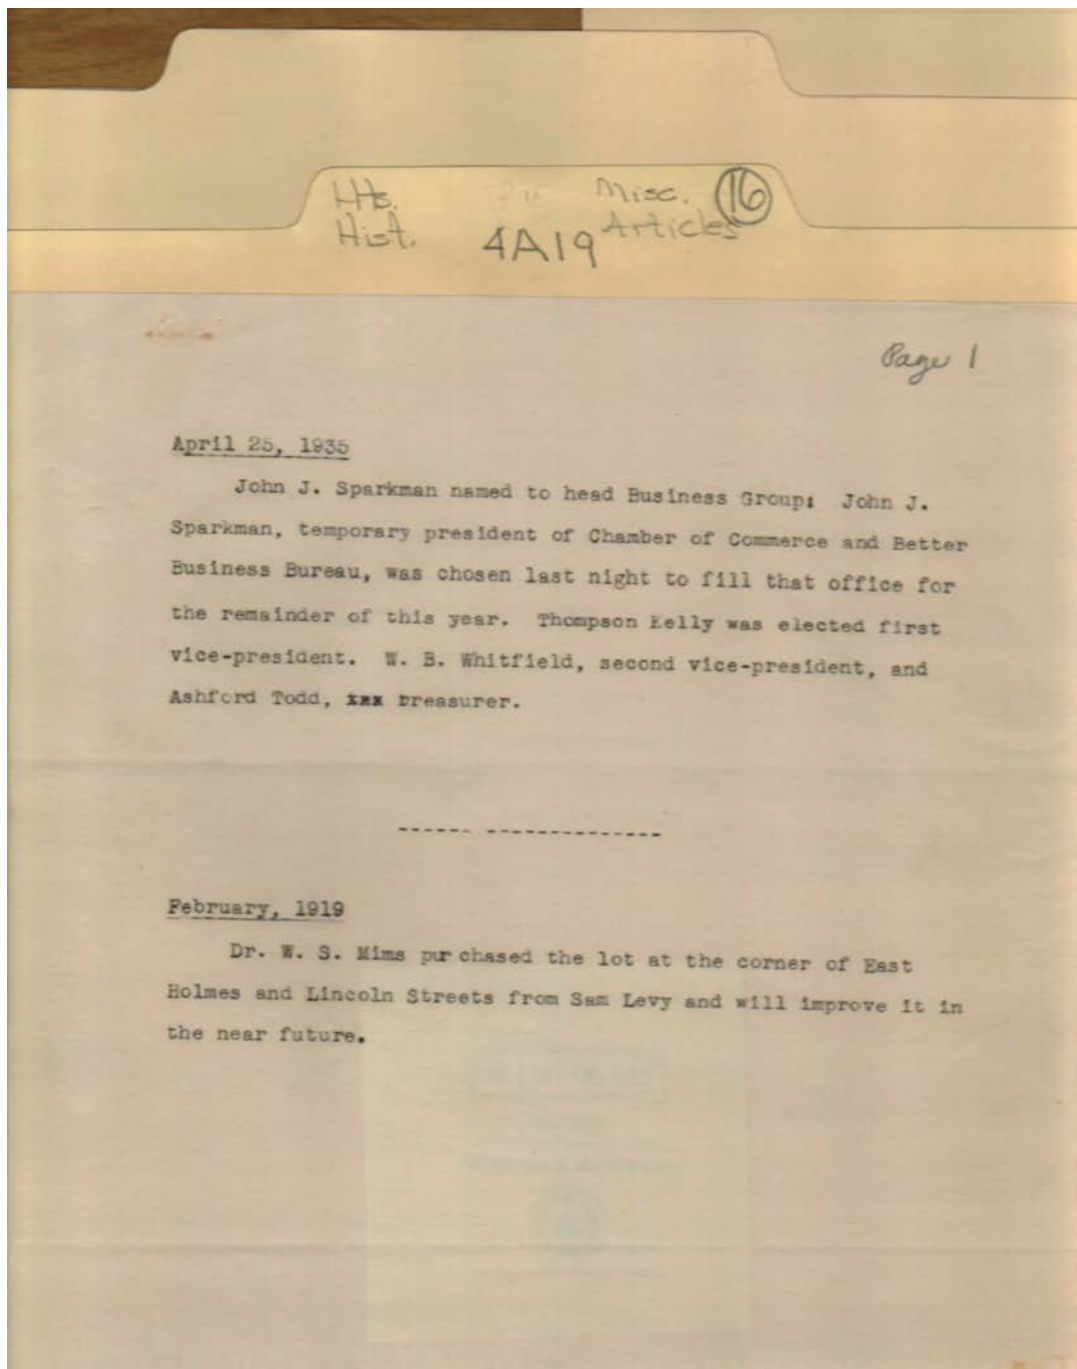 Hts. Misc. 16
Hist. 4A19 Articles
Page 1
April 25, 1935
John J. Sparkman named to head Business Group: John J.
Sparkman, temporary president of Chamber of Commerce and Better
Business Bureau, was chosen last night to fill that office for
the remainder of this year. Thompson Kelly was elected first
vice-president. W. B. Whitfield, second vice-president, and
Ashford Todd, xxx treasurer.
------ --------------
February, 1919
Dr. W. S. Mims purchased the lot at the corner of East
Holmes and Lincoln Streets from Sam Levy and will improve it in
the near future.